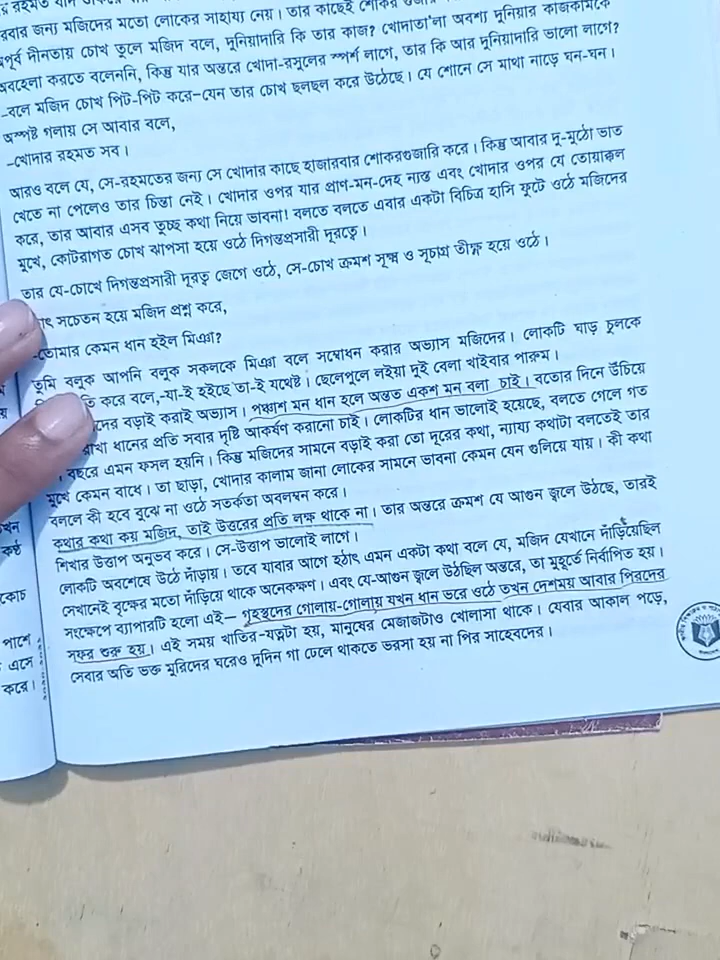 জন্য মজিদের মতো লোকের সাহায্য নেয়। তার কাছেই শোকর
দীনতায় চোখ তুলে মজিদ বলে, দুনিয়াদারি কি তার কাজ? খোদাতা'লা অবশ্য দুনিয়ার কাজকামকে
অবহেলা করতে বলেননি, কিন্তু যার অন্তরে খোদা-রসুলের স্পর্শ লাগে, তার কি আর দুনিয়াদারি ভালো লাগে?
–বলে মজিদ চোখ পিট-পিট করে–যেন তার চোখ ছলছল করে উঠেছে। যে শোনে সে মাথা নাড়ে ঘন-ঘন।
অস্পষ্ট গলায় সে আবার বলে,
–খোদার রহমত সব।
আরও বলে যে, সে-রহমতের জন্য সে খোদার কাছে হাজারবার শোকরগুজারি করে। কিন্তু আবার দু-মুঠো ভাত
খেতে না পেলেও তার চিন্তা নেই। খোদার ওপর যার প্রাণ-মন-দেহ ন্যস্ত এবং খোদার ওপর যে তোয়াক্কল
করে, তার আবার এসব তুচ্ছ কথা নিয়ে ভাবনা! বলতে বলতে এবার একটা বিচিত্র হাসি ফুটে ওঠে মজিদের
মুখে, কোটরাগত চোখ ঝাপসা হয়ে ওঠে দিগন্তপ্রসারী দূরত্বে।
তার যে-চোখে দিগন্তপ্রসারী দূরত্ব জেগে ওঠে, সে-চোখ ক্রমশ সূক্ষ্ম ও সূচাগ্র তীক্ষ্ণ হয়ে ওঠে।
সচেতন হয়ে মজিদ প্রশ্ন করে,
-তোমার কেমন ধান হইল মিঞা?
তুমি বলুক আপনি বলুক সকলকে মিঞা বলে সম্বোধন করার অভ্যাস মজিদের। লোকটি ঘাড় চুলকে
করে বলে,-যা-ই হইছে তা-ই যথেষ্ট। ছেলেপুলে লইয়া দুই বেলা খাইবার পারুম।
বড়াই করাই অভ্যাস। পঞ্চাশ মন ধান হলে অন্তত একশ মন বলা চাই। বতোর দিনে উঁচিয়ে
ধানের প্রতি সবার দৃষ্টি আকর্ষণ করানো চাই। লোকটির ধান ভালোই হয়েছে, বলতে গেলে গত
বছরে এমন ফসল হয়নি। কিন্তু মজিদের সামনে বড়াই করা তো দূরের কথা, ন্যায্য কথাটা বলতেই তার
মুখে কেমন বাধে। তা ছাড়া, খোদার কালাম জানা লোকের সামনে ভাবনা কেমন যেন গুলিয়ে যায়। কী কথা
বললে কী হবে বুঝে না ওঠে সতর্কতা অবলম্বন করে।
কথার কথা কয় মজিদ, তাই উত্তরের প্রতি লক্ষ থাকে না। তার অন্তরে ক্রমশ যে আগুন জ্বলে উঠছে, তারই
শিখার উত্তাপ অনুভব করে। সে-উত্তাপ ভালোই লাগে।
লোকটি অবশেষে উঠে দাঁড়ায়। তবে যাবার আগে হঠাৎ এমন একটা কথা বলে যে, মজিদ যেখানে দাঁড়িয়েছিল
সেখানেই বৃক্ষের মতো দাঁড়িয়ে থাকে অনেকক্ষণ। এবং যে-আগুন জ্বলে উঠছিল অন্তরে, তা মুহূর্তে নির্বাপিত হয়।
সংক্ষেপে ব্যাপারটি হলো এই– গৃহস্থদের গোলায়-গোলায় যখন ধান ভরে ওঠে তখন দেশময় আবার পিরদের
সফর শুরু হয়। এই সময় খাতির-যত্নটা হয়, মানুষের মেজাজটাও খোলাসা থাকে। যেবার আকাল পড়ে,
সেবার অতি ভক্ত মুরিদের ঘরেও দুদিন গা ঢেলে থাকতে ভরসা হয় না পির সাহেবদের।
পাশে
এসে
করে।